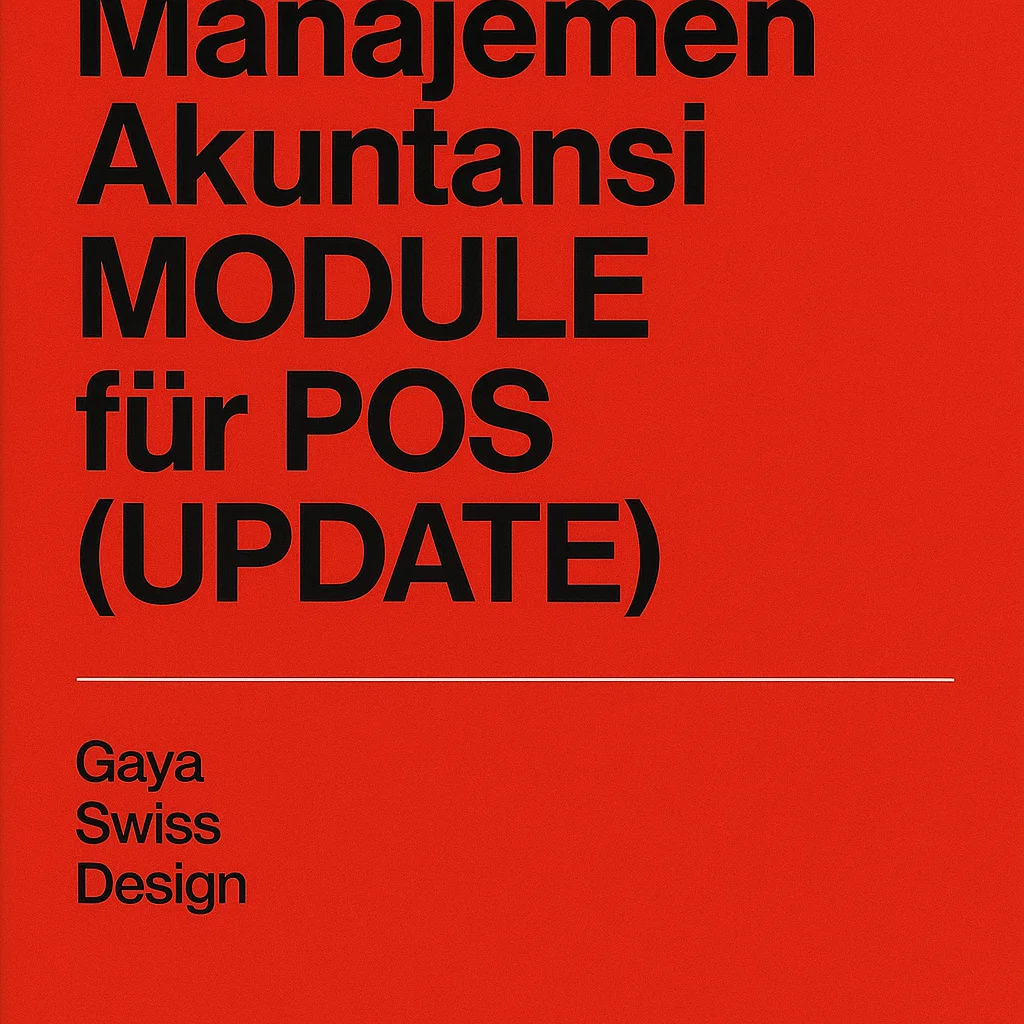 Manajemen
Akuntansi
MODULE
für POS
(UPDATE)
Gaya
Swiss
Design